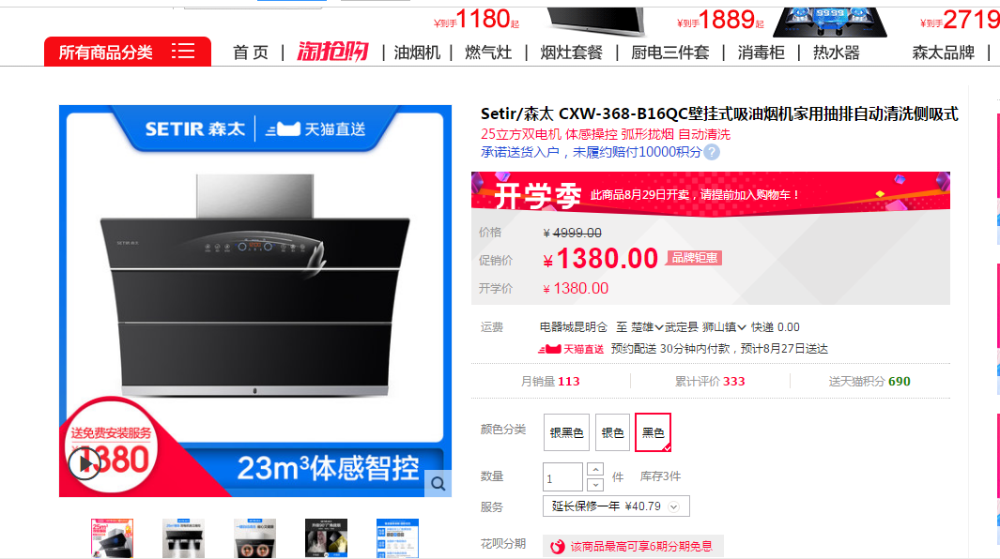 ¥到手1180起
¥到手1889起
¥到手2719
所有商品分类
首 页 | 淘抢购 | 油烟机 | 燃气灶 | 烟灶套餐 | 厨电三件套 | 消毒柜 | 热水器
森太品牌 |
SETIR 森太 | 天猫直送
送免费安装服务
¥1380
23m³体感智控
Setir/森太 CXW-368-B16QC壁挂式吸油烟机家用抽排自动清洗侧吸式
25立方双电机 体感操控 弧形拢烟 自动清洗
承诺送货入户，未履约赔付10000积分?
开学季 此商品8月29日开卖，请提前加入购物车！
价格 ¥ 4999.00
促销价 ¥1380.00 品牌钜惠
开学价 ¥ 1380.00
运费 电器城昆明仓 至 楚雄 武定县 狮山镇 快递 0.00
天猫直送 预约配送 30分钟内付款，预计8月27日送达
月销量 113
累计评价 333
送天猫积分 690
颜色分类 银黑色 银色 黑色
数量 1 件 库存3件
服务 延长保修一年 ¥40.79
花呗分期 该商品最高可享6期分期免息